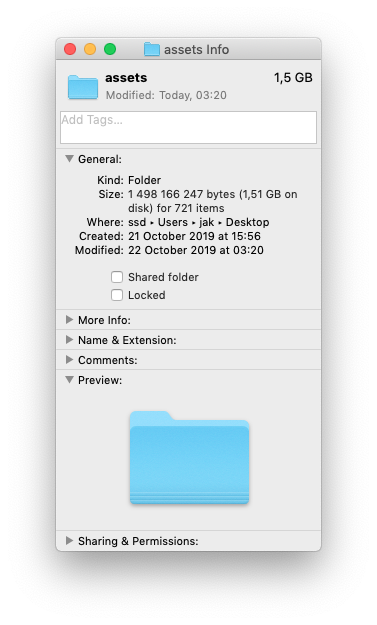 assets Info
assets 1,5 GB
Modified: Today, 03:20
Add Tags...
General:
Kind: Folder
Size: 1 498 166 247 bytes (1,51 GB on
disk) for 721 items
Where: ssd ▸ Users ▸ jak ▸ Desktop
Created: 21 October 2019 at 15:56
Modified: 22 October 2019 at 03:20
Shared folder
Locked
More Info:
Name & Extension:
Comments:
Preview:
Sharing & Permissions: